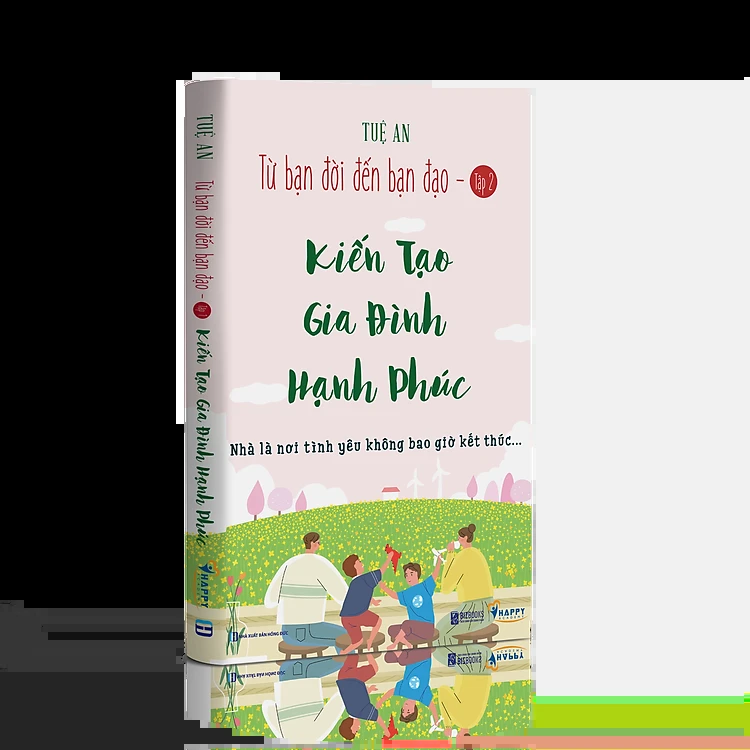 TUỆ AN
Từ bạn đời đến bạn đạo - Tập 2
Kiến Tạo
Gia Đình
Hạnh Phúc
Nhà là nơi tình yêu không bao giờ kết thúc...
NHÀ XUẤT BẢN HỒNG ĐỨC
BIZBOOKS
HAPPY
ACADEMY
TUỆ AN
Từ bạn đời đến bạn đạo -
Kiến Tạo Gia Đình Hạnh Phúc
HAPPY